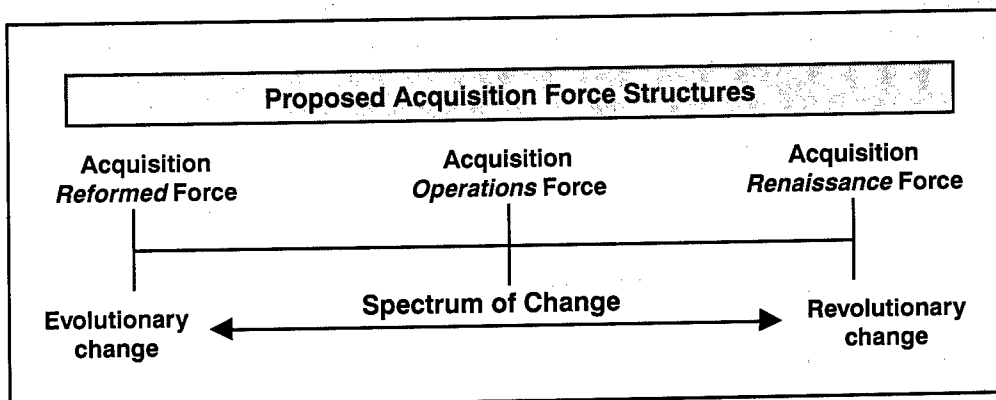 Proposed Acquisition Force Structures
Acquisition
Reformed Force
Acquisition
Operations Force
Acquisition
Renaissance Force
Evolutionary
change
Spectrum of Change
Revolutionary
change